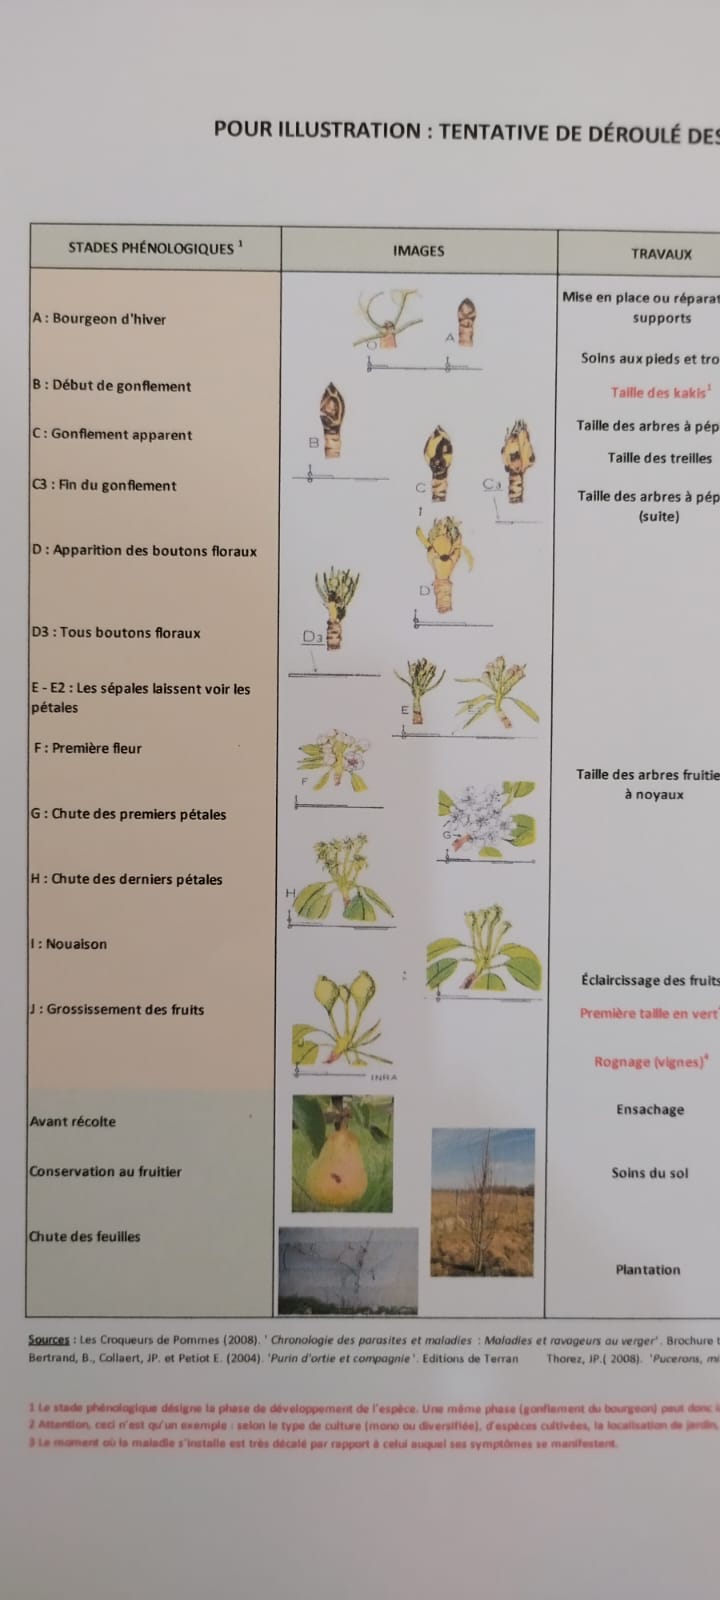 POUR ILLUSTRATION : TENTATIVE DE DÉROULÉ DES
STADES PHÉNOLOGIQUES 1
IMAGES
TRAVAUX
A : Bourgeon d'hiver
B : Début de gonflement
C : Gonflement apparent
C3 : Fin du gonflement
D : Apparition des boutons floraux
D3 : Tous boutons floraux
E - E2 : Les sépales laissent voir les
pétales
F : Première fleur
G : Chute des premiers pétales
H : Chute des derniers pétales
I : Nouaison
J : Grossissement des fruits
Avant récolte
Conservation au fruitier
Chute des feuilles
A
B
C
C3
D
D3
E
F
G
H
INRA
Mise en place ou réparat
supports
Soins aux pieds et tro
Taille des kakis1
Taille des arbres à pép
Taille des treilles
Taille des arbres à pép
(suite)
Taille des arbres fruitie
à noyaux
Éclaircissage des fruits
Première taille en vert
Rognage (vignes)4
Ensachage
Soins du sol
Plantation
Sources : Les Croqueurs de Pommes (2008). ' Chronologie des parasites et maladies : Maladies et ravageurs au verger'. Brochure t
Bertrand, B., Collaert, JP. et Petiot E. (2004). 'Purin d'ortie et compagnie'. Editions de Terran Thorez, JP.( 2008). 'Pucerons, mi
1 Le stade phénologique désigne la phase de développement de l'espèce. Une même phase (gonflement du bourgeon) peut donc
2 Attention, ceci n'est qu'un exemple : selon le type de culture (mono ou diversifiée), d'espèces cultivées, la localisation de jardin,
3 Le moment où la maladie s'installe est très décalé par rapport à celui auquel ses symptômes se manifestent.